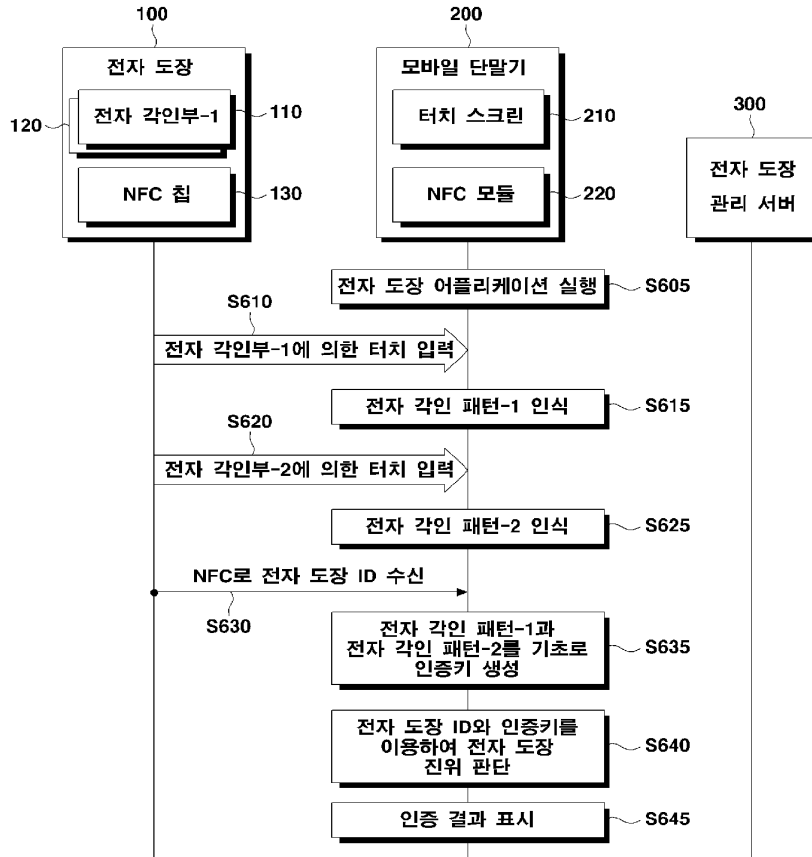 100
200
전자 도장
모바일 단말기
전자 각인부-1
110
120
터치 스크린
210
300
NFC 칩
130
NFC 모듈
220
전자 도장
관리 서버
전자 도장 어플리케이션 실행
S605
S610
전자 각인부-1에 의한 터치 입력
전자 각인 패턴-1 인식
S615
S620
전자 각인부-2에 의한 터치 입력
전자 각인 패턴-2 인식
S625
NFC로 전자 도장 ID 수신
S630
전자 각인 패턴-1과
전자 각인 패턴-2를 기초로
인증키 생성
S635
전자 도장 ID와 인증키를
이용하여 전자 도장
진위 판단
S640
인증 결과 표시
S645